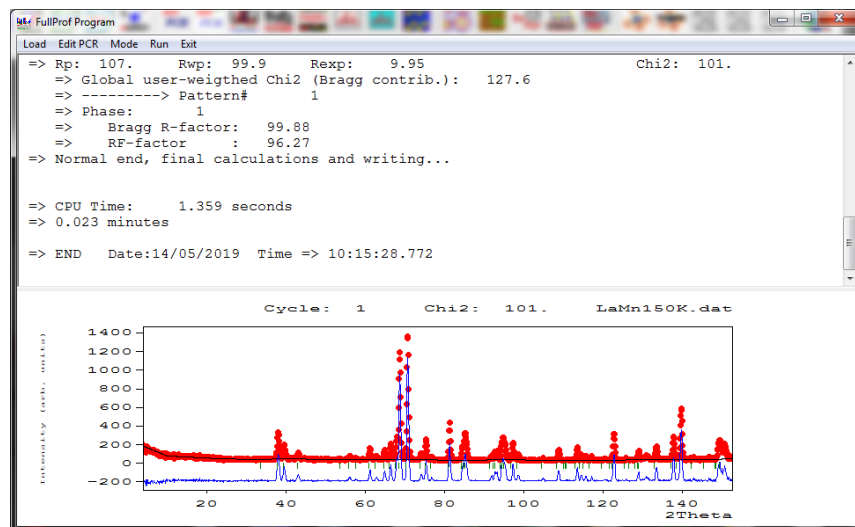 FullProf Program
Load Edit PCR Mode Run Exit
=> Rp: 107. Rwp: 99.9 Rexp: 9.95 Chi2: 101.
=> Global user-weigthed Chi2 (Bragg contrib.): 127.6
=> ---------> Pattern# 1
=> Phase: 1
=> Bragg R-factor: 99.88
=> RF-factor : 96.27
=> Normal end, final calculations and writing...
=> CPU Time: 1.359 seconds
=> 0.023 minutes
=> END Date:14/05/2019 Time => 10:15:28.772
Cycle: 1 Chi2: 101. LaMn150K.dat
Intensity (arb. units)
1400
1200
1000
800
600
400
200
0
-200
20 40 60 80 100 120 140
2Theta